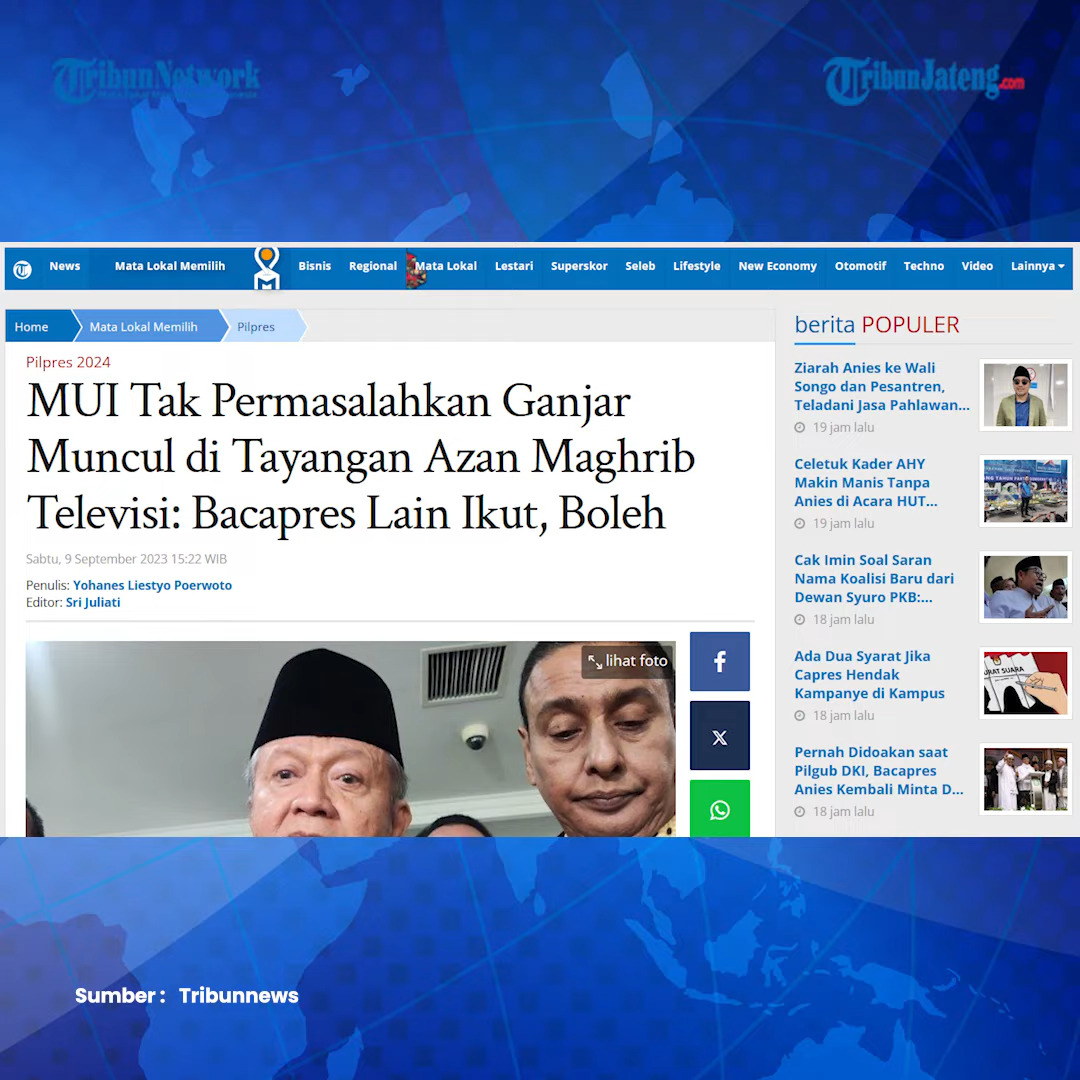 TribunNetwork
TribunJateng.com
News
Mata Lokal Memilih
Bisnis
Regional
Mata Lokal
Lestari
Superskor
Seleb
Lifestyle
New Economy
Otomotif
Techno
Video
Lainnya
Home
Mata Lokal Memilih
Pilpres
Pilpres 2024
MUI Tak Permasalahkan Ganjar
Muncul di Tayangan Azan Maghrib
Televisi: Bacapres Lain Ikut, Boleh
Sabtu, 9 September 2023 15:22 WIB
Penulis: Yohanes Liestyo Poerwoto
Editor: Sri Juliati
lihat foto
berita POPULER
Ziarah Anies ke Wali
Songo dan Pesantren,
Teladani Jasa Pahlawan...
19 jam lalu
Celetuk Kader AHY
Makin Manis Tanpa
Anies di Acara HUT...
19 jam lalu
Cak Imin Soal Saran
Nama Koalisi Baru dari
Dewan Syuro PKB:...
18 jam lalu
Ada Dua Syarat Jika
Capres Hendak
Kampanye di Kampus
18 jam lalu
Pernah Didoakan saat
Pilgub DKI, Bacapres
Anies Kembali Minta D...
18 jam lalu
Sumber : Tribunnews